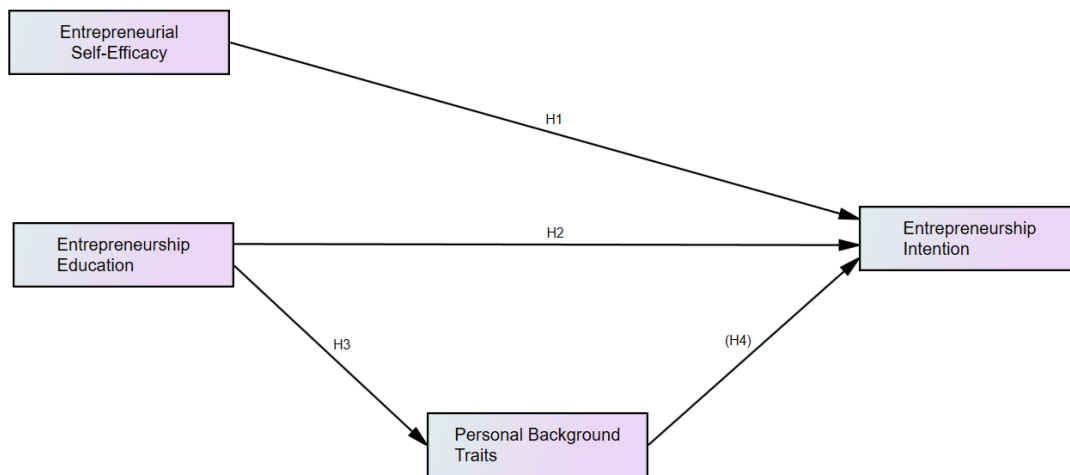 Entrepreneurial
Self-Efficacy
H1
Entrepreneurship
Intention
Entrepreneurship
Education
H2
H3
(H4)
Personal Background
Traits